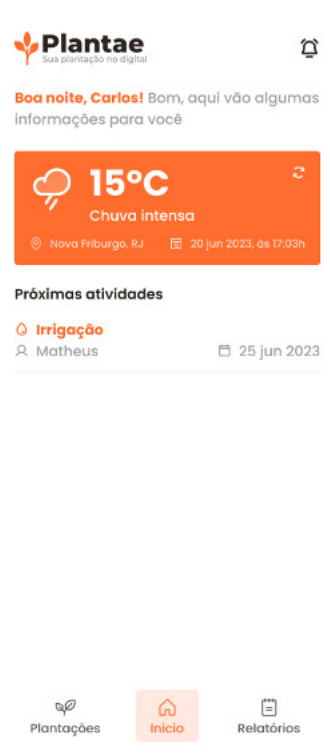 Plantae
Sua plantação no digital
Boa noite, Carlos! Bom, aqui vão algumas
informações para você
15°C
Chuva intensa
Nova Friburgo, RJ 20 jun 2023, às 17:03h
Próximas atividades
Irrigação
Matheus 25 jun 2023
Plantações Início Relatórios